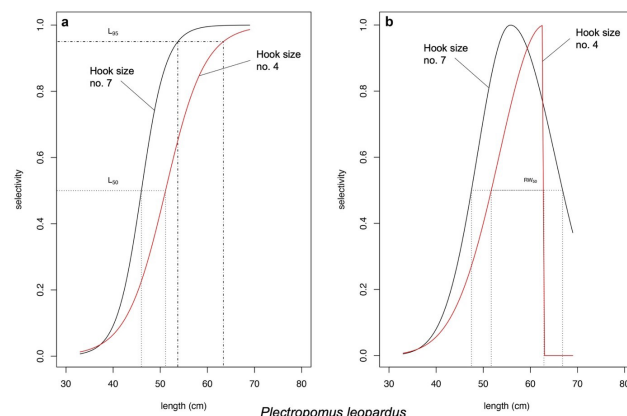 a
L95
Hook size
no. 7
Hook size
no. 4
L50
selectivity
0.0
0.2
0.4
0.6
0.8
1.0
30
40
50
60
70
80
length (cm)
b
Hook size
no. 7
Hook size
no. 4
RW50
selectivity
0.0
0.2
0.4
0.6
0.8
1.0
30
40
50
60
70
80
length (cm)
Plectropomus leopardus